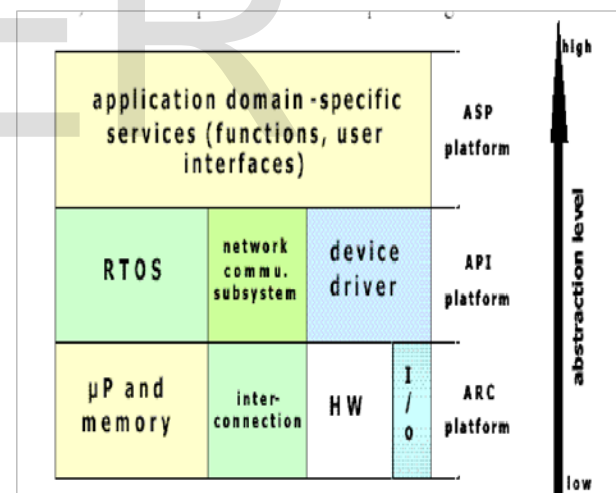 high
application domain -specific
services (functions, user
interfaces)
ASP
platform
RTOS
network
commu.
subsystem
device
driver
API
platform
abstraction level
µP and
memory
inter-
connection
HW
I
/
o
ARC
platform
low